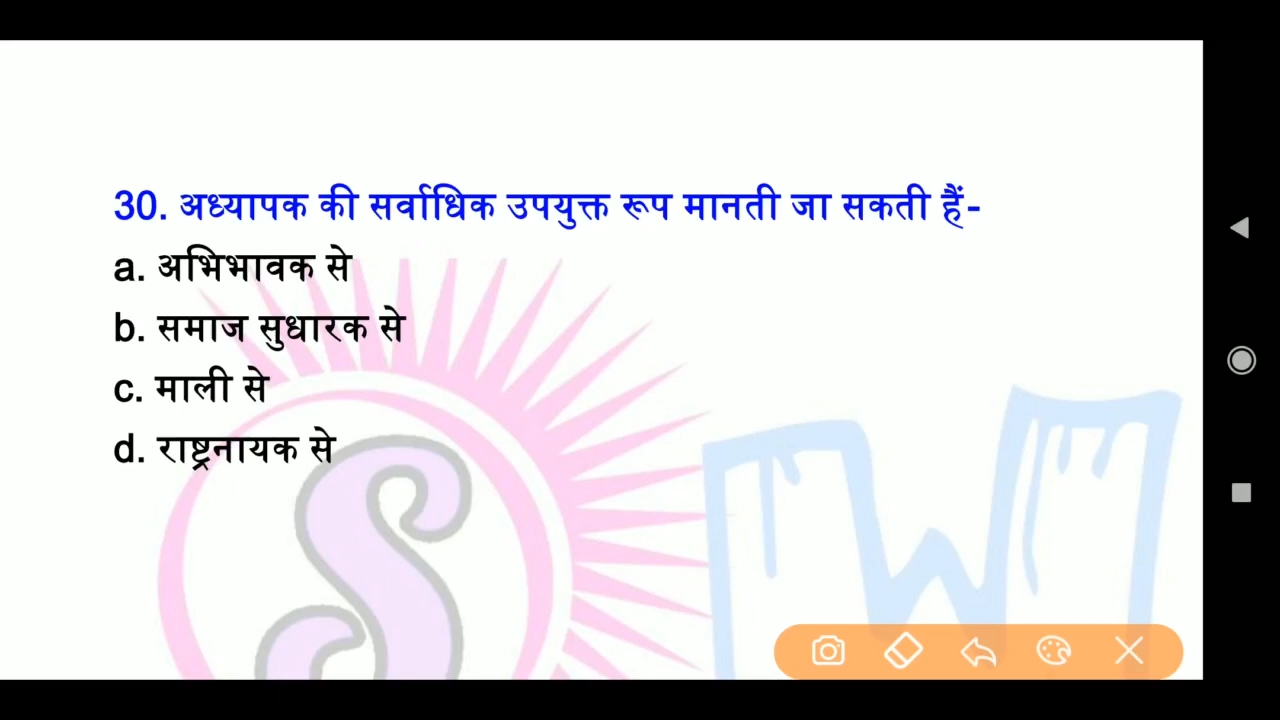 30. अध्यापक की सर्वाधिक उपयुक्त रूप मानती जा सकती हैं-
a. अभिभावक से
b. समाज सुधारक से
c. माली से
d. राष्ट्रनायक से